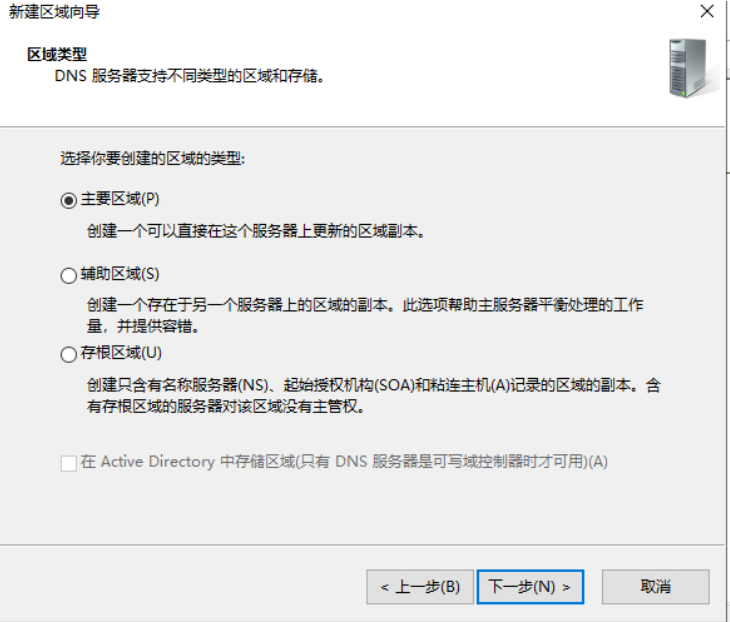 新建区域向导
区域类型
DNS 服务器支持不同类型的区域和存储。
选择你要创建的区域的类型:
主要区域(P)
创建一个可以直接在这个服务器上更新的区域副本。
辅助区域(S)
创建一个存在于另一个服务器上的区域的副本。此选项帮助主服务器平衡处理的工作
量，并提供容错。
存根区域(U)
创建只含有名称服务器(NS)、起始授权机构(SOA)和粘连主机(A)记录的区域的副本。含
有存根区域的服务器对该区域没有主管权。
在 Active Directory 中存储区域(只有 DNS 服务器是可写域控制器时才可用)(A)
< 上一步(B)
下一步(N) >
取消